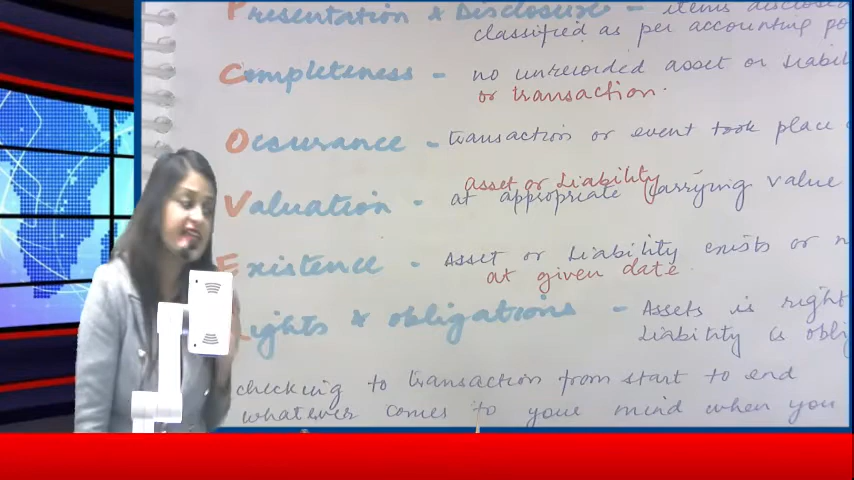 Presentation & Disclosure - items disclosed
classified as per accounting po
Completeness - no unrecorded asset or liabil
or transaction.
Occurance - transaction or event took place
asset or liability
Valuation - at appropriate carrying value
Existence - Asset or liability exists or n
at given date
Rights & obligations - Assets is right
liability is obli
checking to transaction from start to end
whatever comes to your mind when you